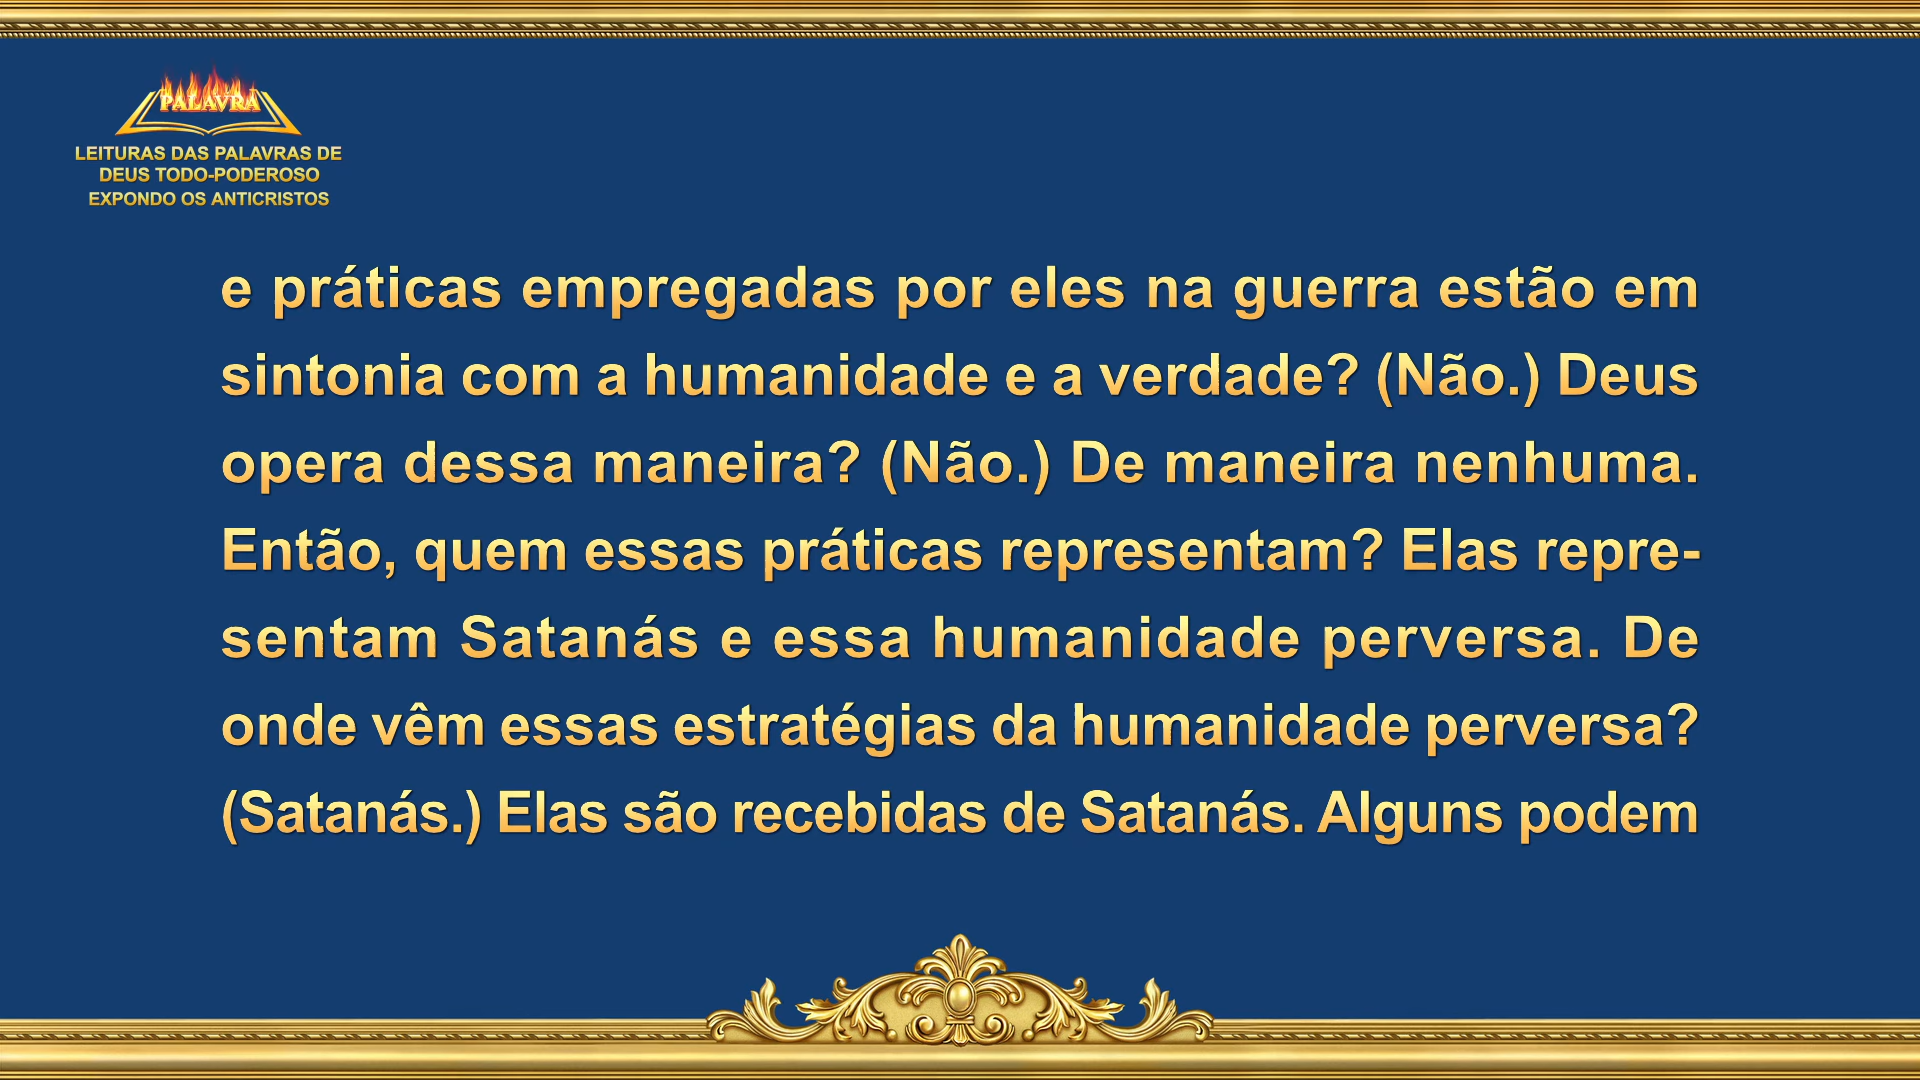 PALAVRA
LEITURAS DAS PALAVRAS DE
DEUS TODO-PODEROSO
EXPONDO OS ANTICRISTOS
e práticas empregadas por eles na guerra estão em
sintonia com a humanidade e a verdade? (Não.) Deus
opera dessa maneira? (Não.) De maneira nenhuma.
Então, quem essas práticas representam? Elas repre-
sentam Satanás e essa humanidade perversa. De
onde vêm essas estratégias da humanidade perversa?
(Satanás.) Elas são recebidas de Satanás. Alguns podem